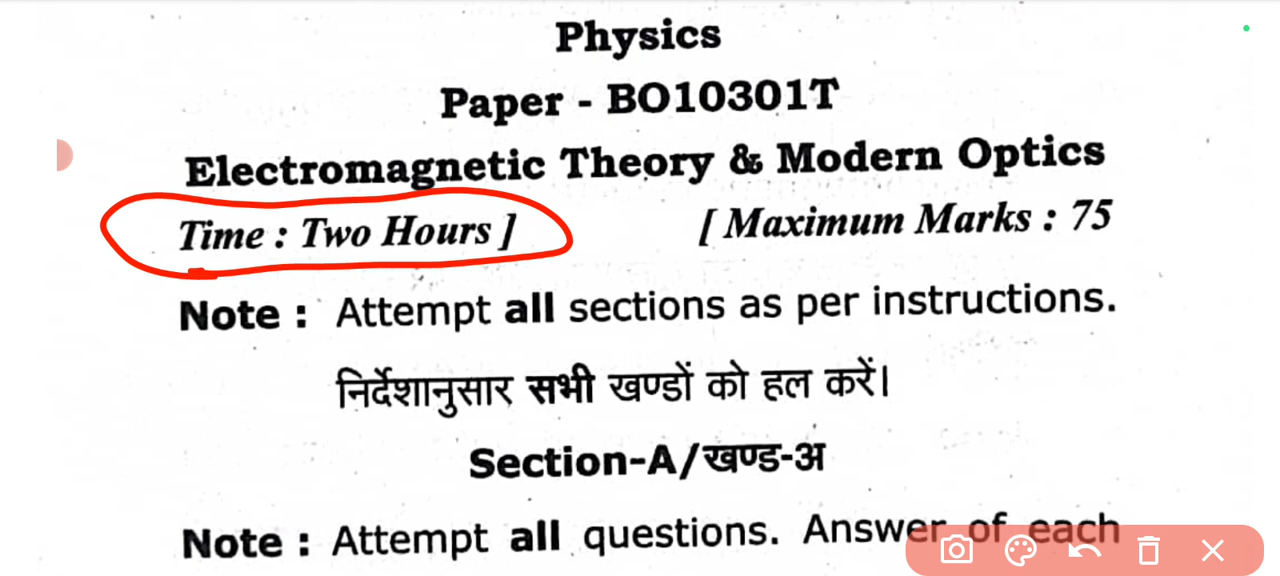 Physics
Paper - BO10301T
Electromagnetic Theory & Modern Optics
Time : Two Hours ] [ Maximum Marks : 75
Note : Attempt all sections as per instructions.
निर्देशानुसार सभी खण्डों को हल करें।
Section-A/खण्ड-अ
Note : Attempt all questions. Answer of each